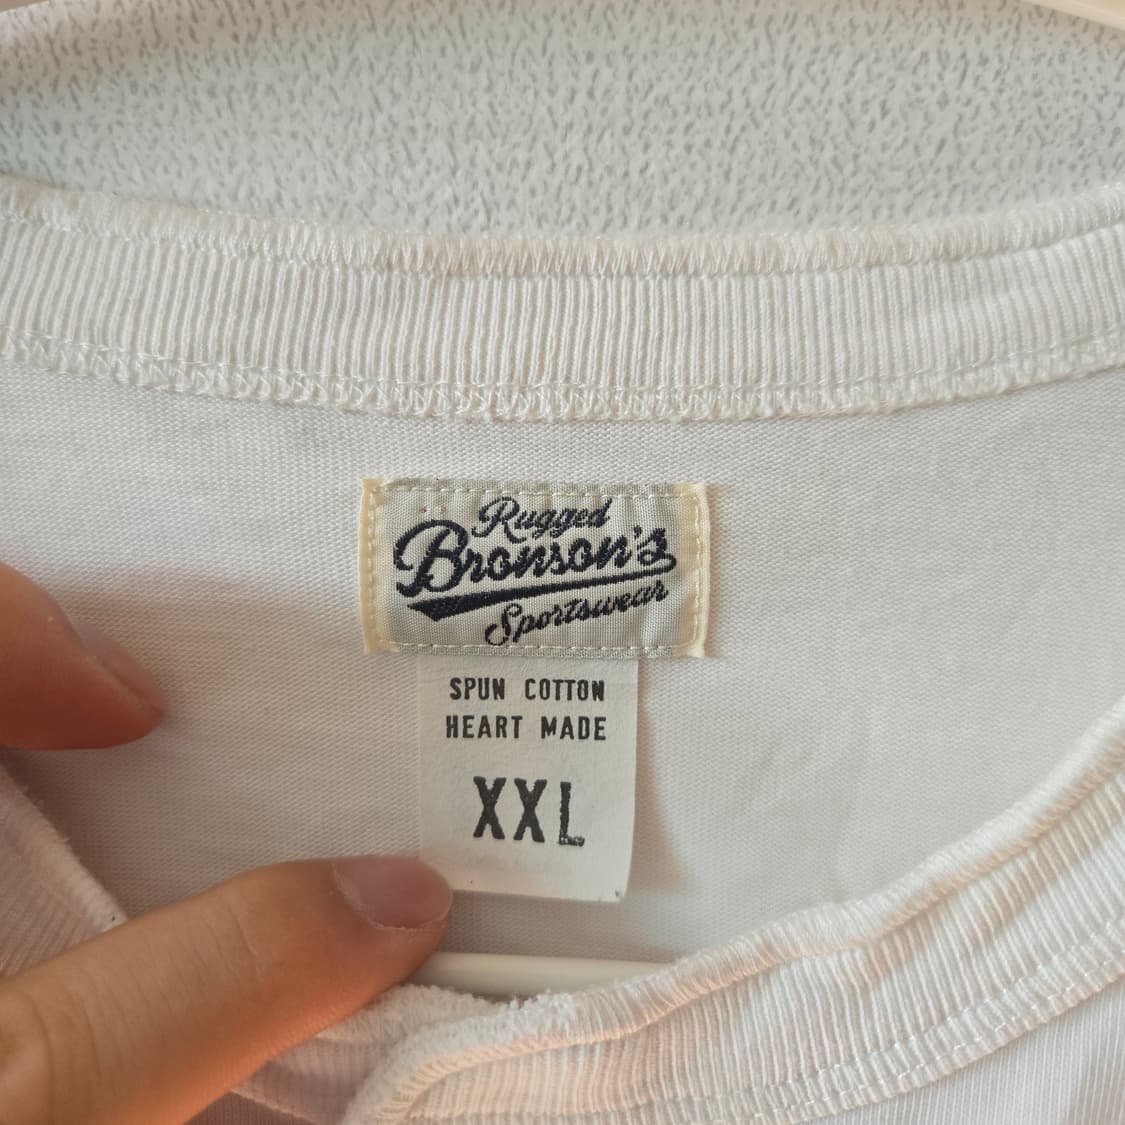 Rugged
Bronson's
Sportswear
SPUN COTTON
HEART MADE
XXL